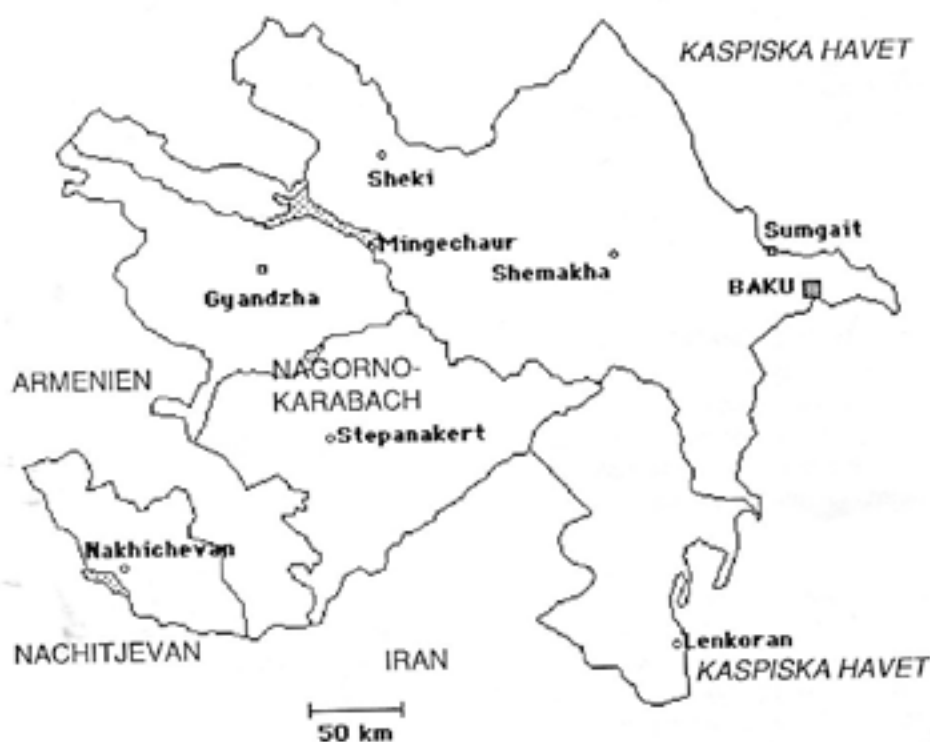 KASPISKA HAVET
Sheki
Sumgait
Mingechaur
Shemakha
BAKU
Gyandzha
ARMENIEN
NAGORNO-
KARABACH
Stepanakert
Nakhichevan
NACHITJEVAN
IRAN
Lenkoran
KASPISKA HAVET
50 km